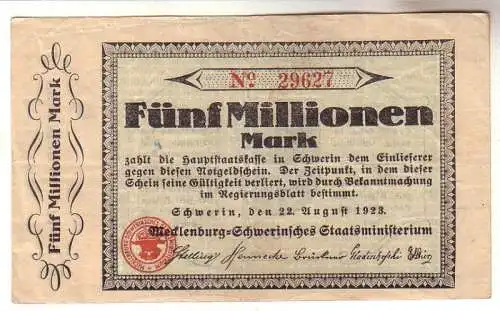 Fünf Millionen Mark
No 29627
Fünf Millionen
Mark
zahlt die Hauptstaatskasse in Schwerin dem Einlieferer
gegen diesen Notgeldschein. Der Zeitpunkt, in dem dieser
Schein seine Gültigkeit verliert, wird durch Bekanntmachung
im Regierungsblatt bestimmt.
Schwerin, den 22. August 1923.
Mecklenburg-Schwerinsches Staatsministerium